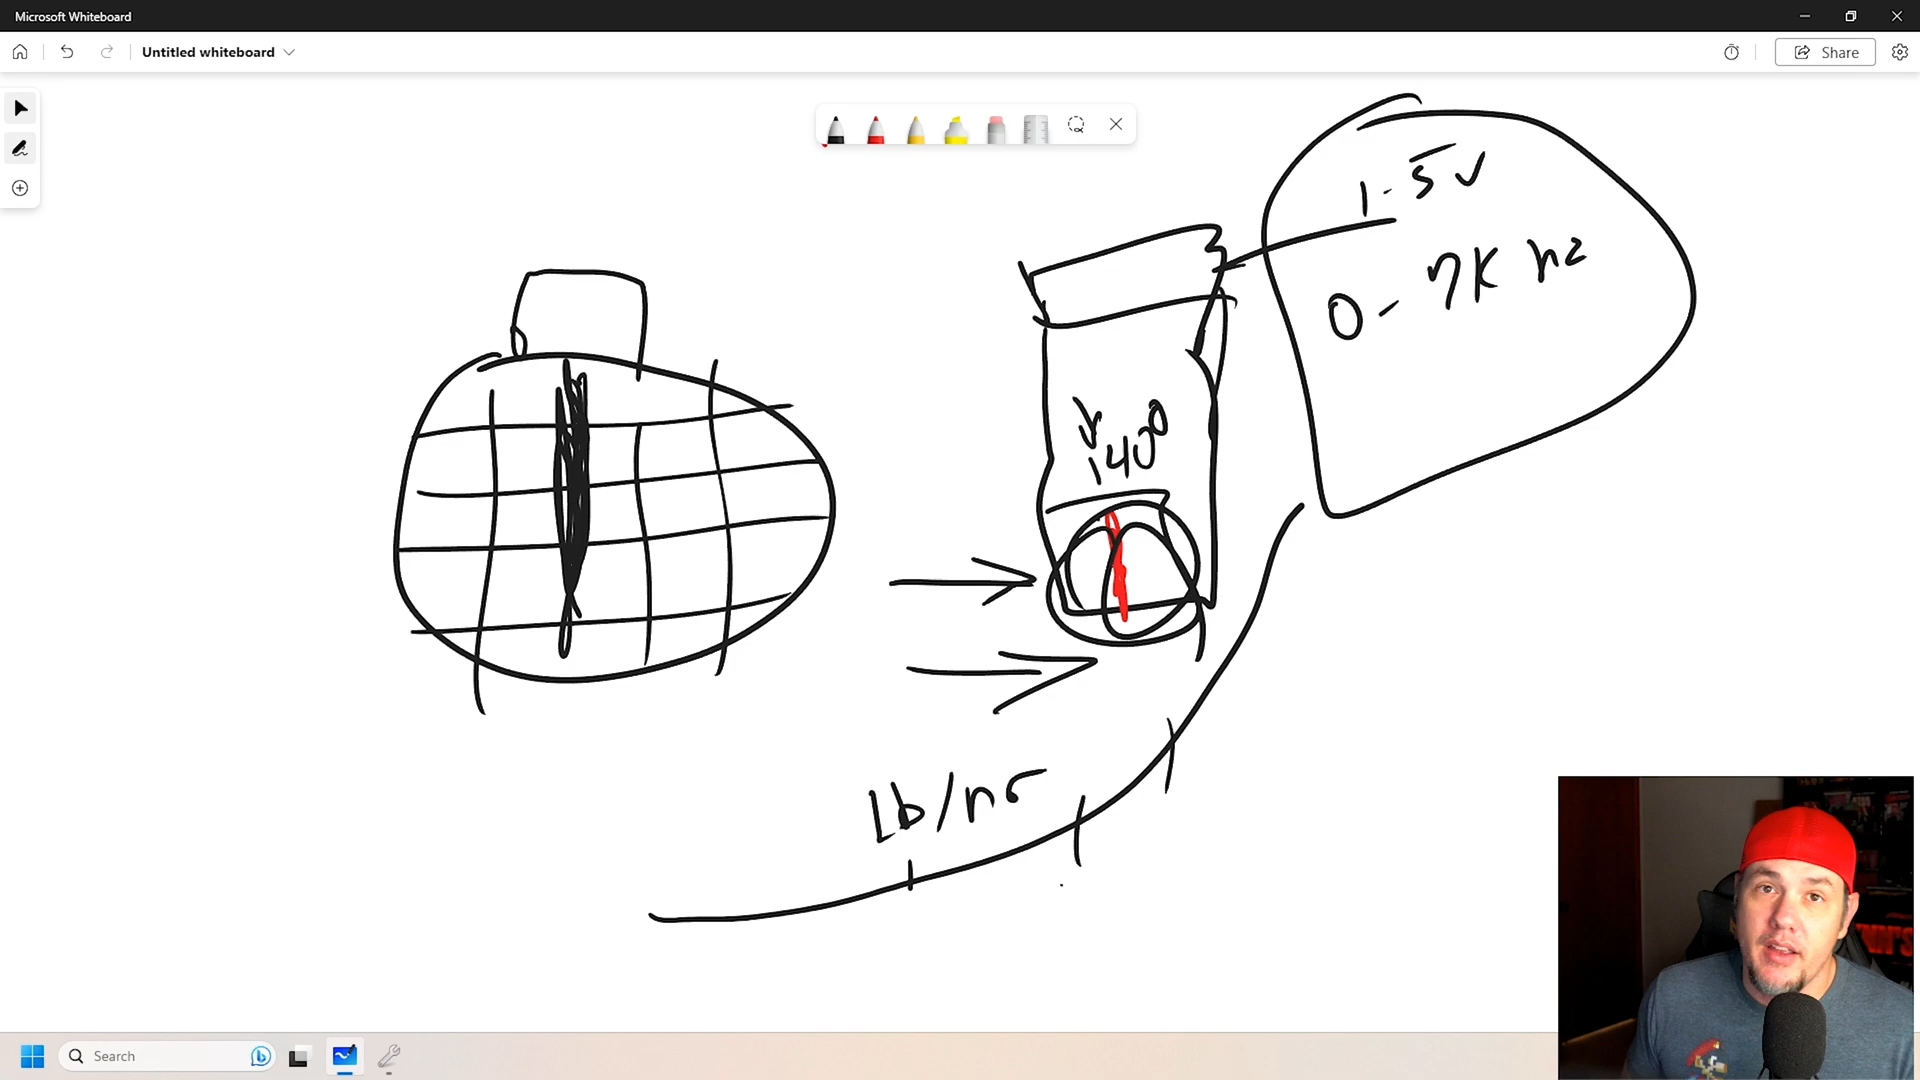 Microsoft Whiteboard
Untitled whiteboard
Share
1-5V
0-7K hz
140°
Lb/hr
Search